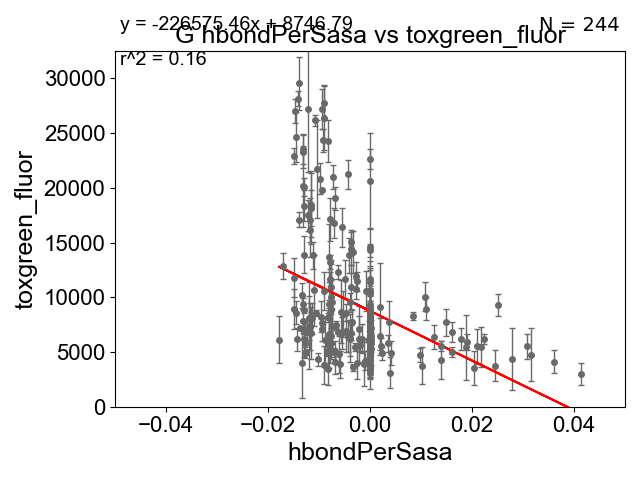 y = -226575.46x + 8746.79
N = 244
G hbondPerSasa vs toxgreen_fluor
r^2 = 0.16
30000
25000
20000
15000
10000
5000
0
toxgreen_fluor
−0.04
−0.02
0.00
0.02
0.04
hbondPerSasa